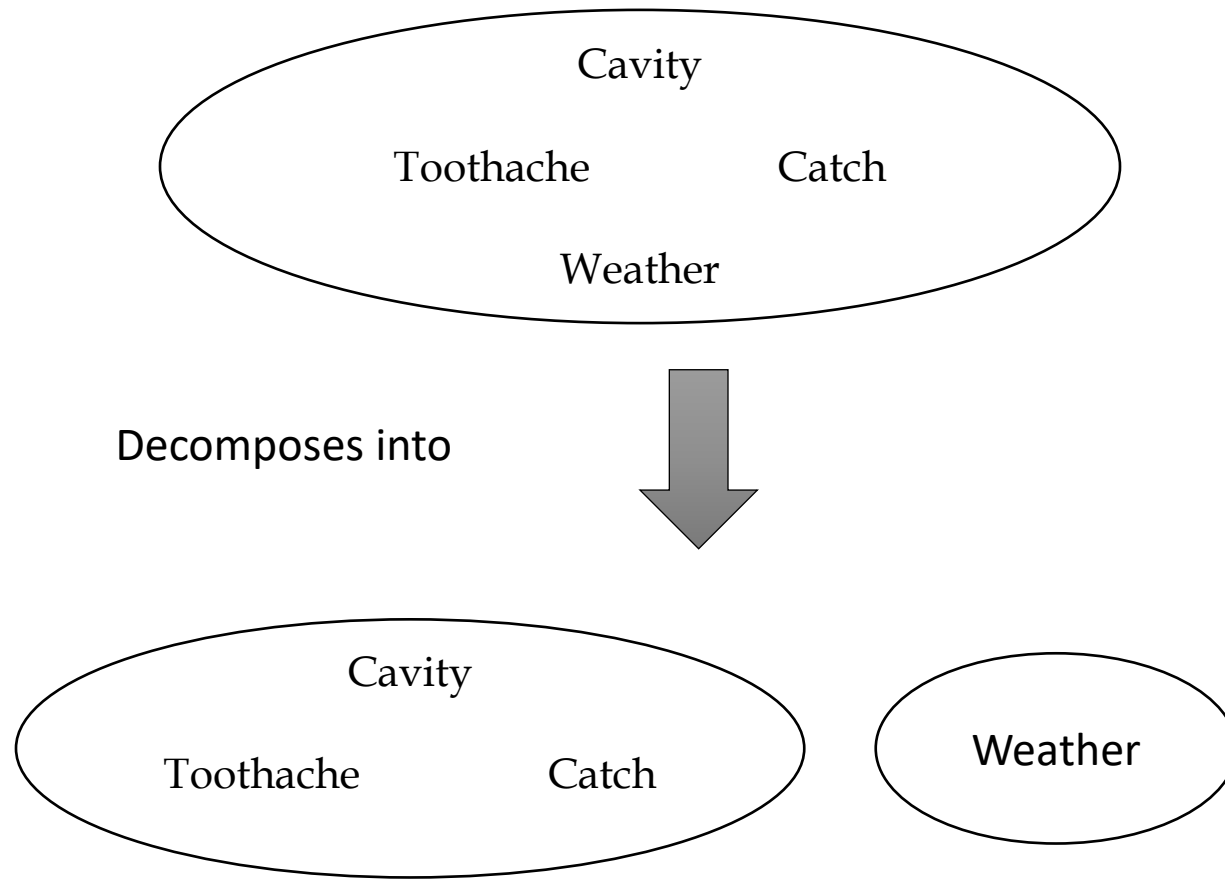 Cavity
Toothache Catch
Weather
Decomposes into
Cavity
Toothache Catch
Weather